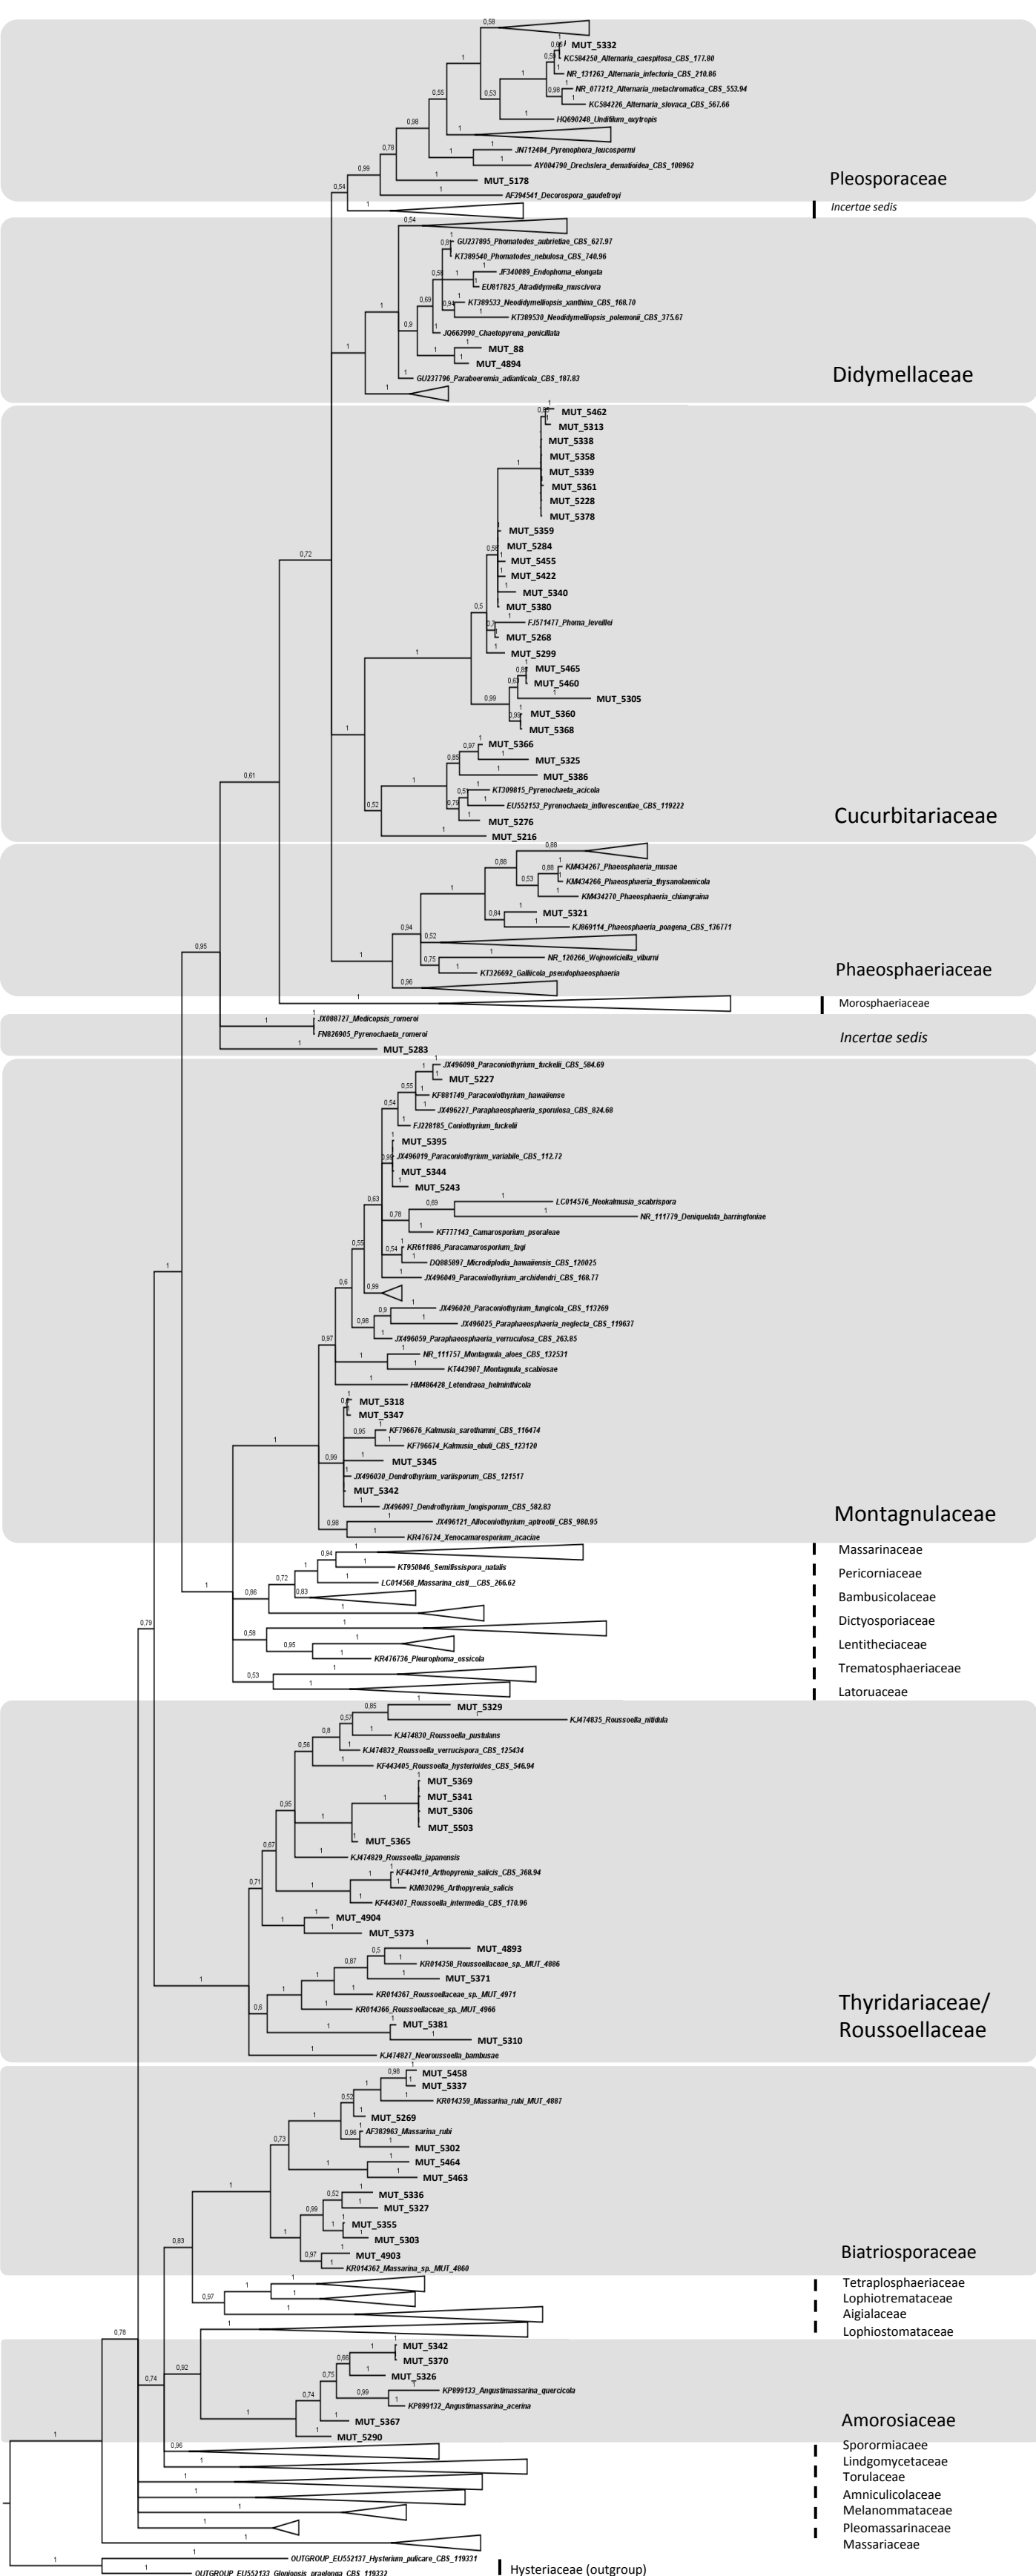 MUT_5332
KC584250_Alternaria_caespitosa_CBS_177.80
NR_131263_Alternaria_infectoria_CBS_210.86
NR_077212_Alternaria_metachromatica_CBS_553.94
KC584226_Alternaria_slovaca_CBS_567.66
HQ690248_Undifilum_oxytropis
JN712484_Pyrenophora_leucospermi
AY004790_Drechslera_dematioidea_CBS_108962
Pleosporaceae
MUT_5178
AF394541_Decorospora_gaudefroyi
Incertae sedis
GU237895_Phomatodes_aubrietiae_CBS_627.97
KT389540_Phomatodes_nebulosa_CBS_740.96
JF340089_Endophoma_elongata
EU817825_Atradidymella_muscivora
KT389533_Neodidymelliopsis_xanthina_CBS_168.70
KT389530_Neodidymelliopsis_polemonii_CBS_375.67
JQ663990_Chaetopyrena_penicillata
MUT_88
MUT_4894
Didymellaceae
GU237796_Paraboeremia_adianticola_CBS_187.83
MUT_5462
MUT_5313
MUT_5338
MUT_5358
MUT_5339
MUT_5361
MUT_5228
MUT_5378
MUT_5359
MUT_5284
MUT_5455
MUT_5422
MUT_5340
MUT_5380
FJ571477_Phoma_leveillei
MUT_5268
MUT_5299
MUT_5465
MUT_5460
MUT_5305
MUT_5360
MUT_5368
MUT_5366
MUT_5325
MUT_5386
KT309815_Pyrenochaeta_acicola
EU552153_Pyrenochaeta_inflorescentiae_CBS_119222
Cucurbitariaceae
MUT_5276
MUT_5216
KM434267_Phaeosphaeria_musae
KM434266_Phaeosphaeria_thysanolaenicola
KM434270_Phaeosphaeria_chiangraina
MUT_5321
KJ869114_Phaeosphaeria_poagena_CBS_136771
NR_120266_Wojnowiciella_viburni
Phaeosphaeriaceae
KT326692_Galliicola_pseudophaeosphaeria
Morosphaeriaceae
JX088727_Medicopsis_romeroi
FN826905_Pyrenochaeta_romeroi
Incertae sedis
MUT_5283
JX496098_Paraconiothyrium_fuckelii_CBS_584.69
MUT_5227
KF881749_Paraconiothyrium_hawaiiense
JX496227_Paraphaeosphaeria_sporulosa_CBS_824.68
FJ228185_Coniothyrium_fuckelii
MUT_5395
JX496019_Paraconiothyrium_variabile_CBS_112.72
MUT_5344
MUT_5243
LC014576_Neokalmusia_scabrispora
NR_111779_Deniquelata_barringtoniae
KF777143_Camarosporium_psoraleae
KR611886_Paracamarosporium_fagi
DQ885897_Microdiplodia_hawaiiensis_CBS_120025
JX496049_Paraconiothyrium_archidendri_CBS_168.77
JX496020_Paraconiothyrium_fungicola_CBS_113269
JX496025_Paraphaeosphaeria_neglecta_CBS_119637
JX496059_Paraphaeosphaeria_verruculosa_CBS_263.85
NR_111757_Montagnula_aloes_CBS_132531
KT443907_Montagnula_scabiosae
HM486428_Letendraea_helminthicola
MUT_5318
MUT_5347
KF796676_Kalmusia_sarothamni_CBS_116474
KF796674_Kalmusia_ebuli_CBS_123120
MUT_5345
JX496030_Dendrothyrium_variisporum_CBS_121517
MUT_5342
JX496097_Dendrothyrium_longisporum_CBS_582.83
Montagnulaceae
JX496121_Alloconiothyrium_aptrootii_CBS_980.95
KR476724_Xenocamarosporium_acaciae
Massarinaceae
KT950846_Semifissispora_natalis
Pericorniaceae
LC014568_Massarina_cisti__CBS_266.62
Bambusicolaceae
Dictyosporiaceae
Lentitheciaceae
KR476736_Pleurophoma_ossicola
Trematosphaeriaceae
Latoruaceae
MUT_5329
KJ474835_Roussoella_nitidula
KJ474830_Roussoella_pustulans
KJ474832_Roussoella_verrucispora_CBS_125434
KF443405_Roussoella_hysterioides_CBS_546.94
MUT_5369
MUT_5341
MUT_5306
MUT_5503
MUT_5365
KJ474829_Roussoella_japanensis
KF443410_Arthopyrenia_salicis_CBS_368.94
KM030296_Arthopyrenia_salicis
KF443407_Roussoella_intermedia_CBS_170.96
MUT_4904
MUT_5373
MUT_4893
KR014358_Roussoellaceae_sp._MUT_4886
MUT_5371
KR014367_Roussoellaceae_sp._MUT_4971
KR014366_Roussoellaceae_sp._MUT_4966
Thyridariaceae/
Roussoellaceae
MUT_5381
MUT_5310
KJ474827_Neoroussoella_bambusae
MUT_5458
MUT_5337
KR014359_Massarina_rubi_MUT_4887
MUT_5269
AF383963_Massarina_rubi
MUT_5302
MUT_5464
MUT_5463
MUT_5336
MUT_5327
MUT_5355
MUT_5303
Biatriosporaceae
MUT_4903
KR014362_Massarina_sp._MUT_4860
Tetraplosphaeriaceae
Lophiotremataceae
Aigialaceae
Lophiostomataceae
MUT_5342
MUT_5370
MUT_5326
KP899133_Angustimassarina_quercicola
KP899132_Angustimassarina_acerina
MUT_5367
Amorosiaceae
MUT_5290
Sporormiacaee
Lindgomycetaceae
Torulaceae
Amniculicolaceae
Melanommataceae
Pleomassarinaceae
Massariaceae
OUTGROUP_EU552137_Hysterium_pulicare_CBS_119331
Hysteriaceae (outgroup)
OUTGROUP_EU552133_Gloniopsis_praelonga_CBS_119332